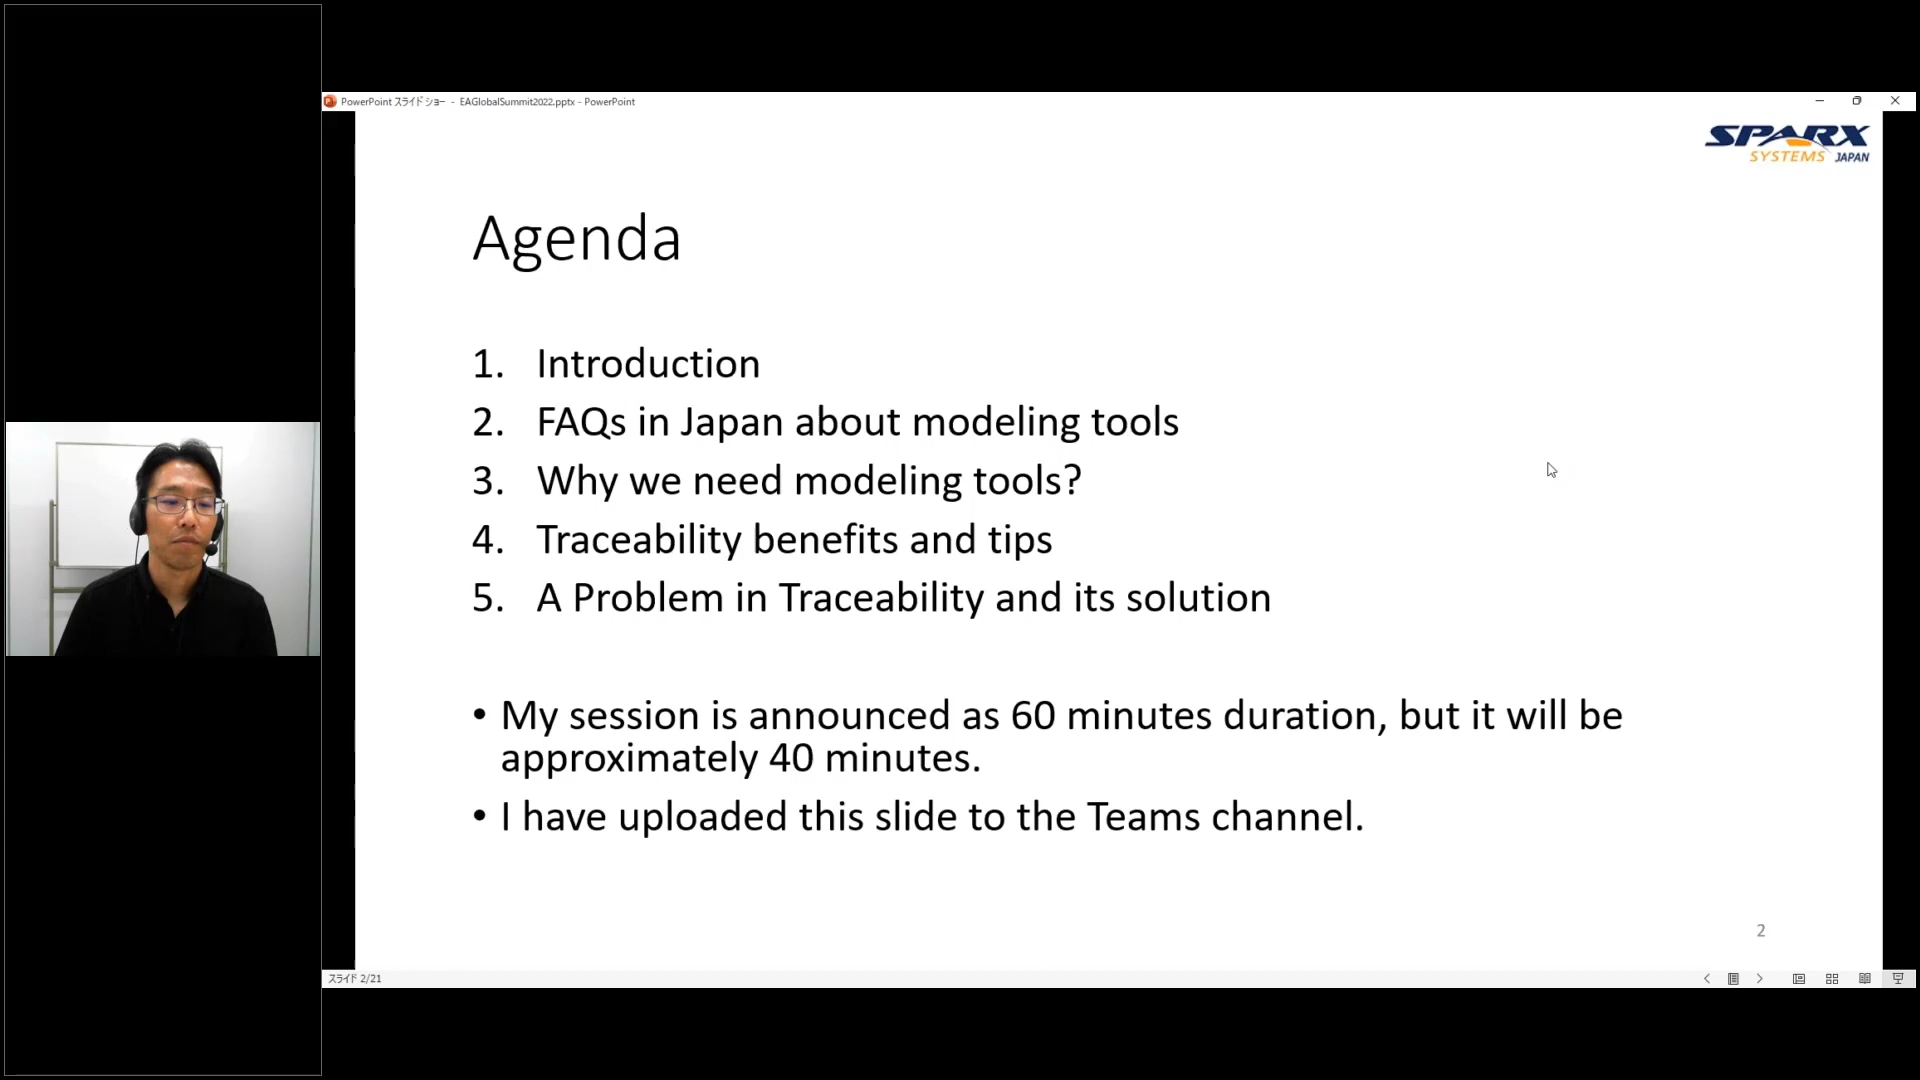 PowerPoint スライド ショー - EAGlobalSummit2022.pptx - PowerPoint
SPARX
SYSTEMS JAPAN
Agenda
1. Introduction
2. FAQs in Japan about modeling tools
3. Why we need modeling tools?
4. Traceability benefits and tips
5. A Problem in Traceability and its solution
• My session is announced as 60 minutes duration, but it will be
approximately 40 minutes.
• I have uploaded this slide to the Teams channel.
2
スライド 2/21